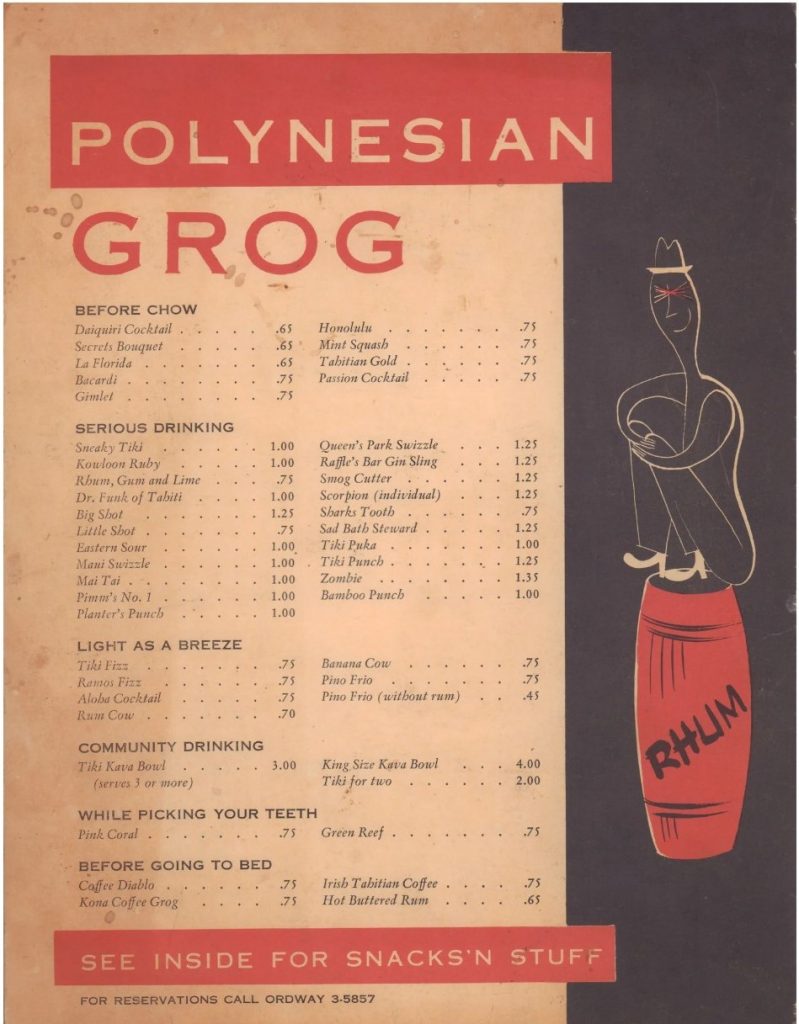 POLYNESIAN
GROG
BEFORE CHOW
Daiquiri Cocktail . . . . . .65
Secrets Bouquet . . . . . .65
La Florida . . . . . . . .65
Bacardi . . . . . . . . .75
Gimlet . . . . . . . . .75
Honolulu . . . . . . . .75
Mint Squash . . . . . . .75
Tahitian Gold . . . . . . .75
Passion Cocktail . . . . . .75
SERIOUS DRINKING
Sneaky Tiki . . . . . . 1.00
Kowloon Ruby . . . . . . 1.00
Rhum, Gum and Lime . . . .75
Dr. Funk of Tahiti . . . . . 1.00
Big Shot . . . . . . . 1.25
Little Shot . . . . . . . .75
Eastern Sour . . . . . . 1.00
Maui Swizzle . . . . . . 1.00
Mai Tai . . . . . . . . 1.00
Pimm's No. 1 . . . . . . 1.00
Planter's Punch . . . . . 1.00
Queen's Park Swizzle . . . 1.25
Raffle's Bar Gin Sling . . . 1.25
Smog Cutter . . . . . . 1.25
Scorpion (individual) . . . 1.25
Sharks Tooth . . . . . . .75
Sad Bath Steward . . . . . 1.25
Tiki Puka . . . . . . . 1.00
Tiki Punch . . . . . . . 1.25
Zombie . . . . . . . . 1.35
Bamboo Punch . . . . . 1.00
LIGHT AS A BREEZE
Tiki Fizz . . . . . . . .75
Ramos Fizz . . . . . . . .75
Aloha Cocktail . . . . . . .75
Rum Cow . . . . . . . .70
Banana Cow . . . . . . .75
Pino Frio . . . . . . . .75
Pino Frio (without rum) . . .45
COMMUNITY DRINKING
Tiki Kava Bowl . . . . . 3.00
(serves 3 or more)
King Size Kava Bowl . . . 4.00
Tiki for two . . . . . . 2.00
WHILE PICKING YOUR TEETH
Pink Coral . . . . . . . .75
Green Reef . . . . . . . .75
BEFORE GOING TO BED
Coffee Diablo . . . . . . .75
Kona Coffee Grog . . . . .75
Irish Tahitian Coffee . . . . .75
Hot Buttered Rum . . . . .65
RHUM
SEE INSIDE FOR SNACKS'N STUFF
FOR RESERVATIONS CALL ORDWAY 3-5857